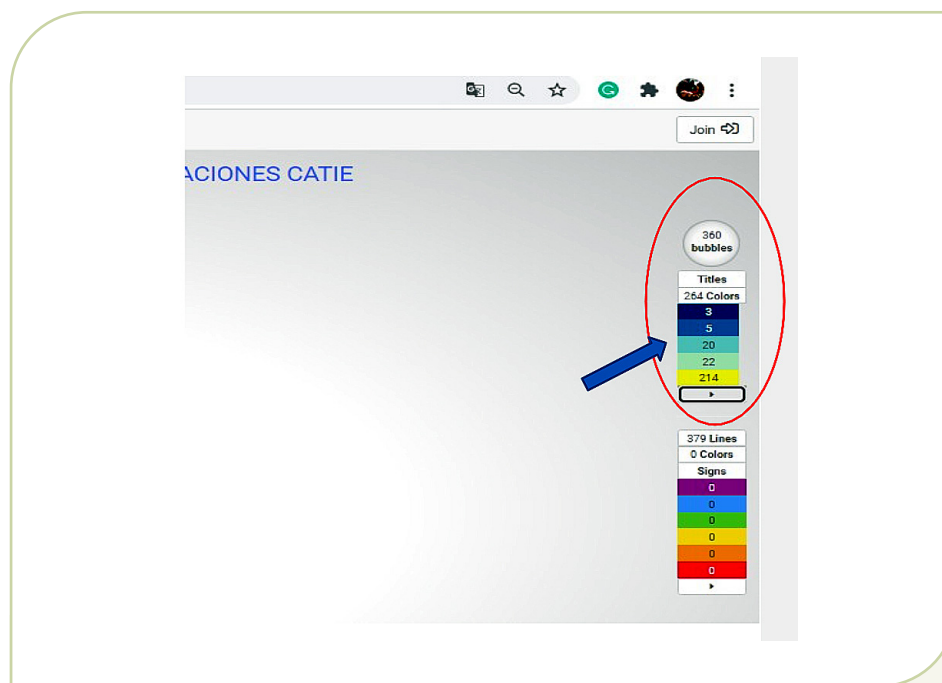 Join
ACIONES CATIE
360
bubbles
Titles
264 Colors
3
5
20
22
214
379 Lines
0 Colors
Signs
0
0
0
0
0
0